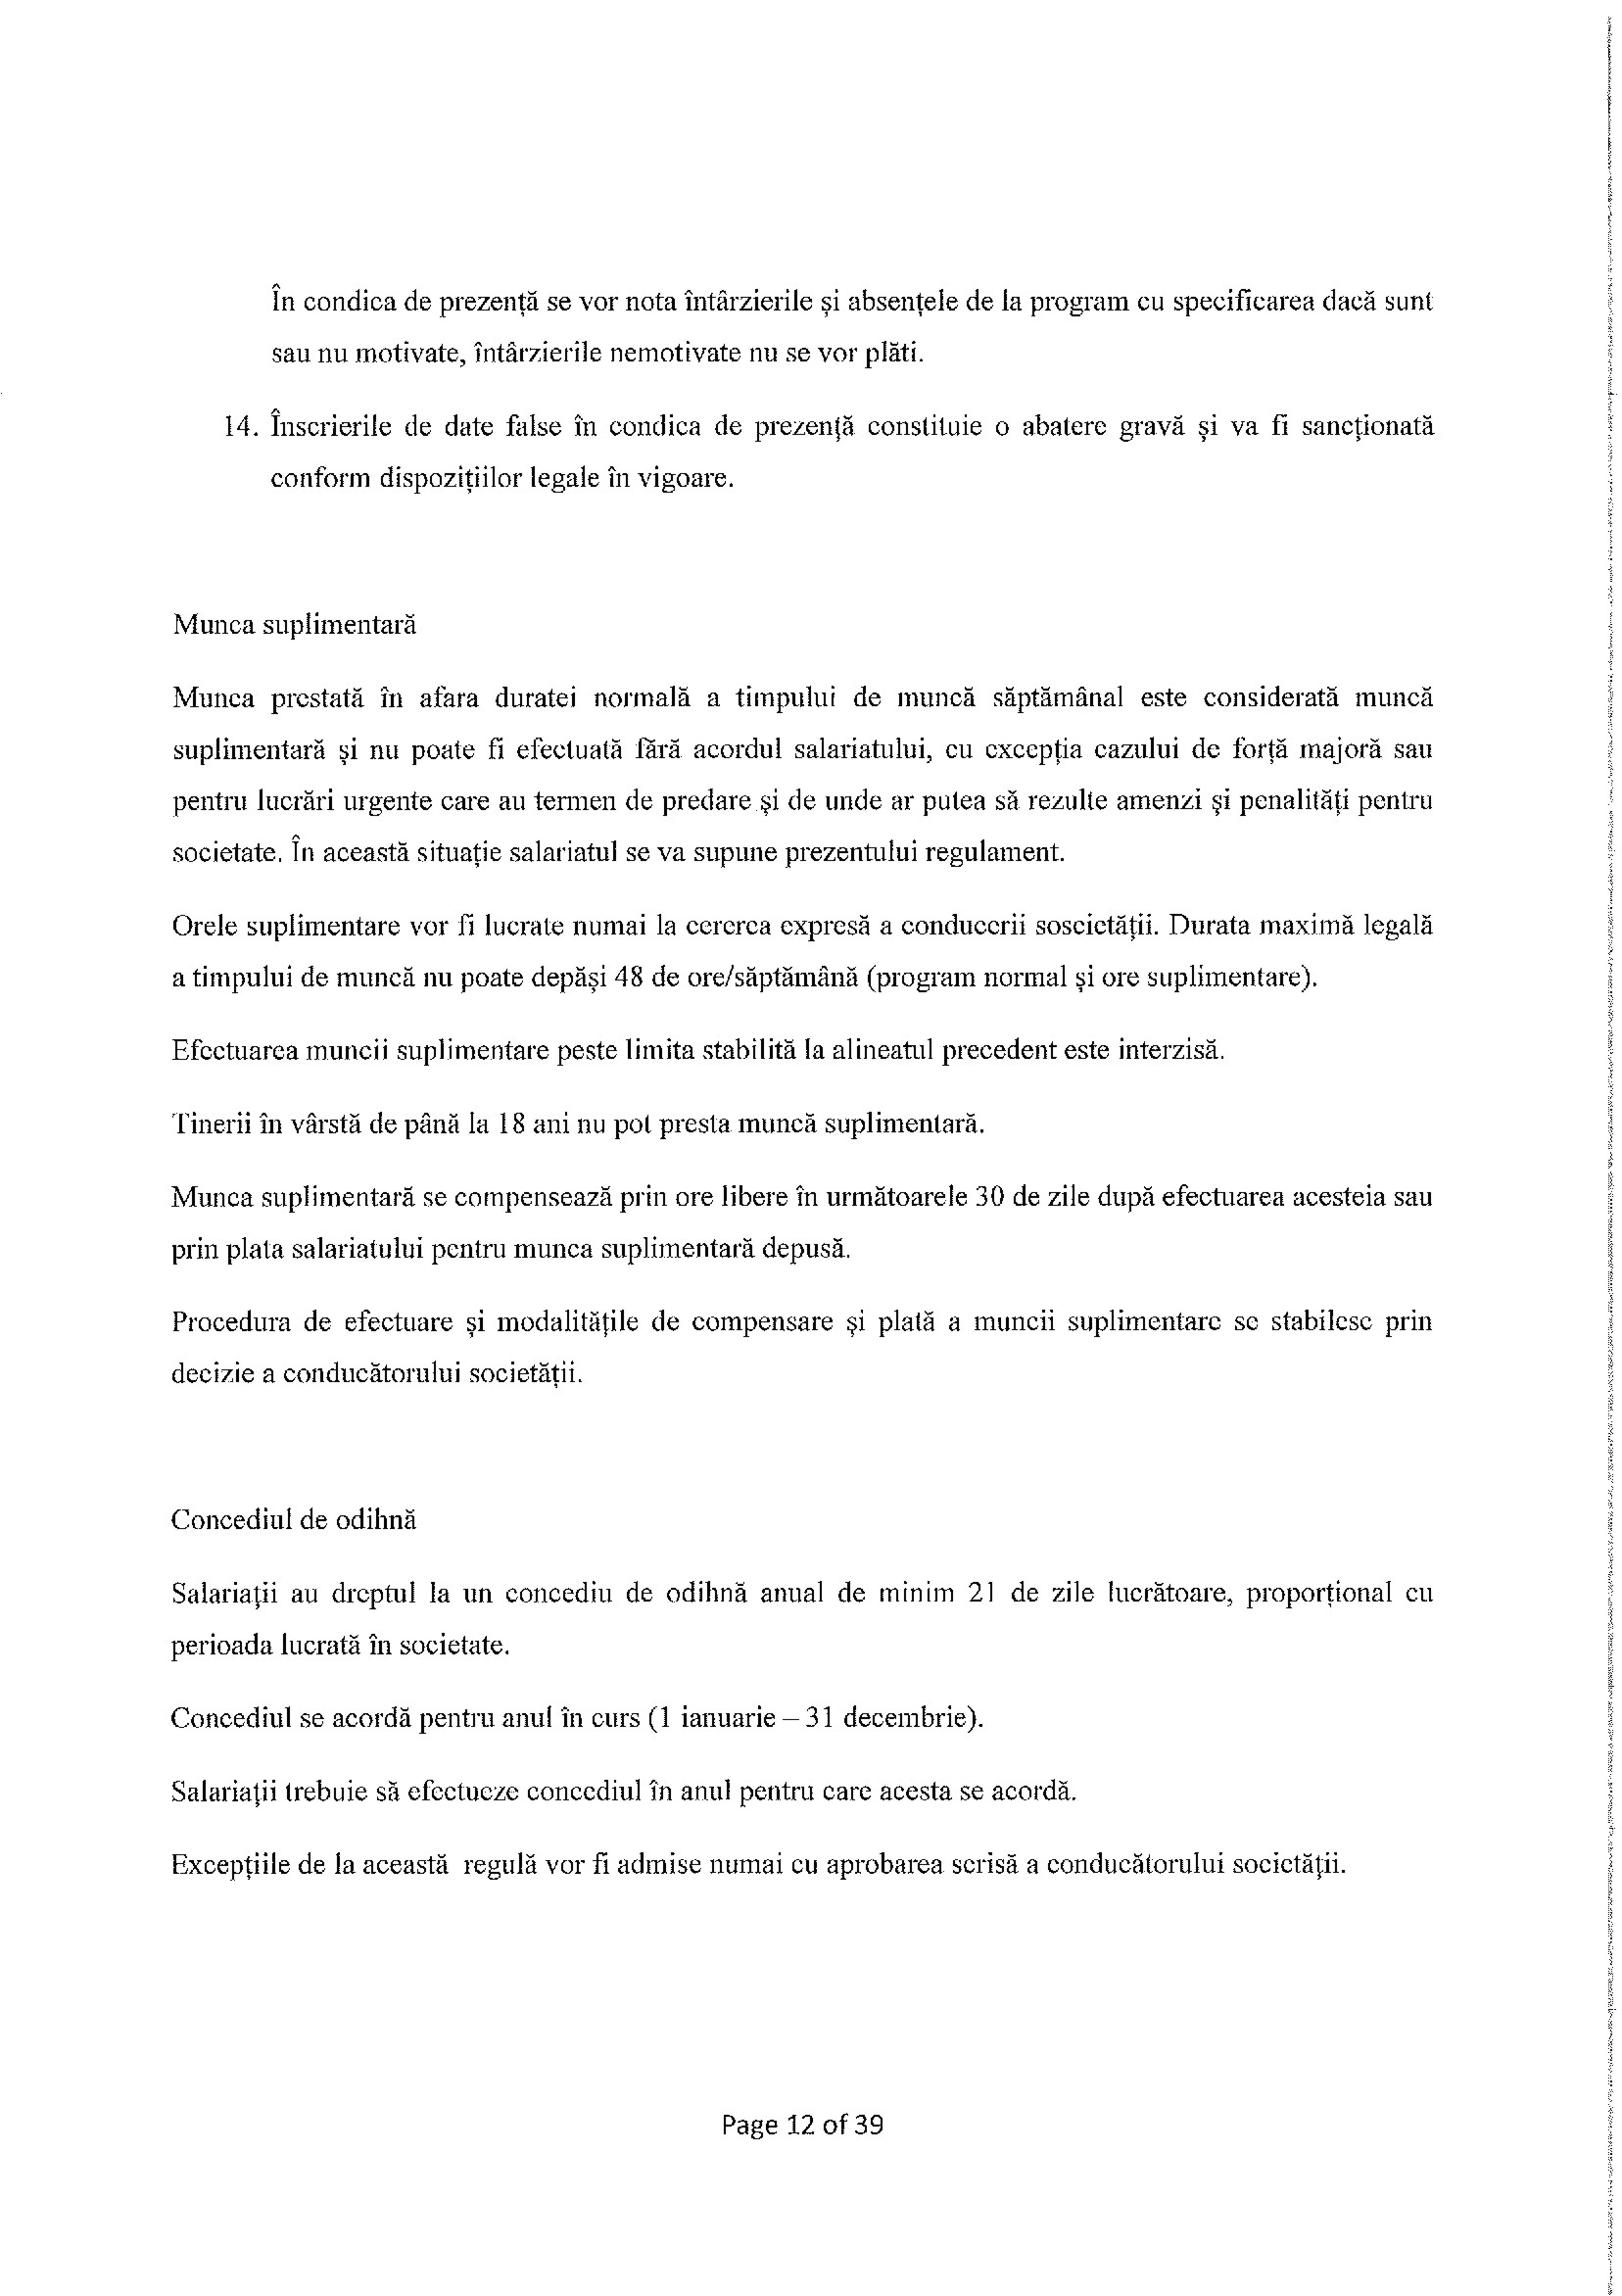 În condica de prezență se vor nota întârzierile și absențele de la program cu specificarea dacă sunt
sau nu motivate, întârzierile nemotivate nu se vor plăti.
14. Înscrierile de date false în condica de prezență constituie o abatere gravă și va fi sancționată
conform dispozițiilor legale în vigoare.
Munca suplimentară
Munca prestată în afara duratei normală a timpului de muncă săptămânal este considerată muncă
suplimentară și nu poate fi efectuată fără acordul salariatului, cu excepția cazului de forță majoră sau
pentru lucrări urgente care au termen de predare și de unde ar putea să rezulte amenzi și penalități pentru
societate. În această situație salariatul se va supune prezentului regulament.
Orele suplimentare vor fi lucrate numai la cererea expresă a conducerii soscietății. Durata maximă legală
a timpului de muncă nu poate depăși 48 de ore/săptămână (program normal și ore suplimentare).
Efectuarea muncii suplimentare peste limita stabilită la alineatul precedent este interzisă.
Tinerii în vârstă de până la 18 ani nu pot presta muncă suplimentară.
Munca suplimentară se compensează prin ore libere în următoarele 30 de zile după efectuarea acesteia sau
prin plata salariatului pentru munca suplimentară depusă.
Procedura de efectuare și modalitățile de compensare și plată a muncii suplimentare se stabilesc prin
decizie a conducătorului societății.
Concediul de odihnă
Salariații au dreptul la un concediu de odihnă anual de minim 21 de zile lucrătoare, proporțional cu
perioada lucrată în societate.
Concediul se acordă pentru anul în curs (1 ianuarie – 31 decembrie).
Salariații trebuie să efectueze concediul în anul pentru care acesta se acordă.
Excepțiile de la această regulă vor fi admise numai cu aprobarea scrisă a conducătorului societății.
Page 12 of 39